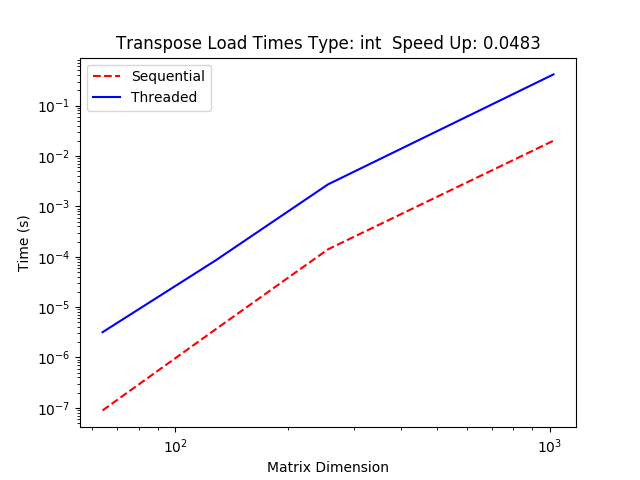 Transpose Load Times Type: int  Speed Up: 0.0483
Sequential
Threaded
10⁻¹
10⁻²
10⁻³
10⁻⁴
10⁻⁵
10⁻⁶
10⁻⁷
Time (s)
10² 10³
Matrix Dimension